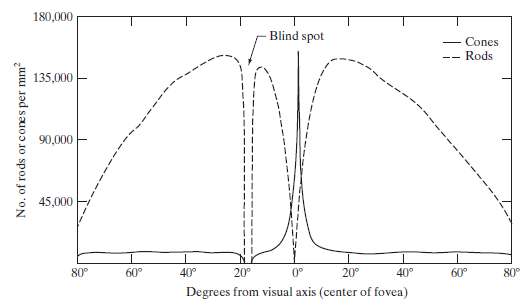 180,000
Blind spot
Cones
Rods
135,000
90,000
45,000
No. of rods or cones per mm²
80° 60° 40° 20° 0° 20° 40° 60° 80°
Degrees from visual axis (center of fovea)